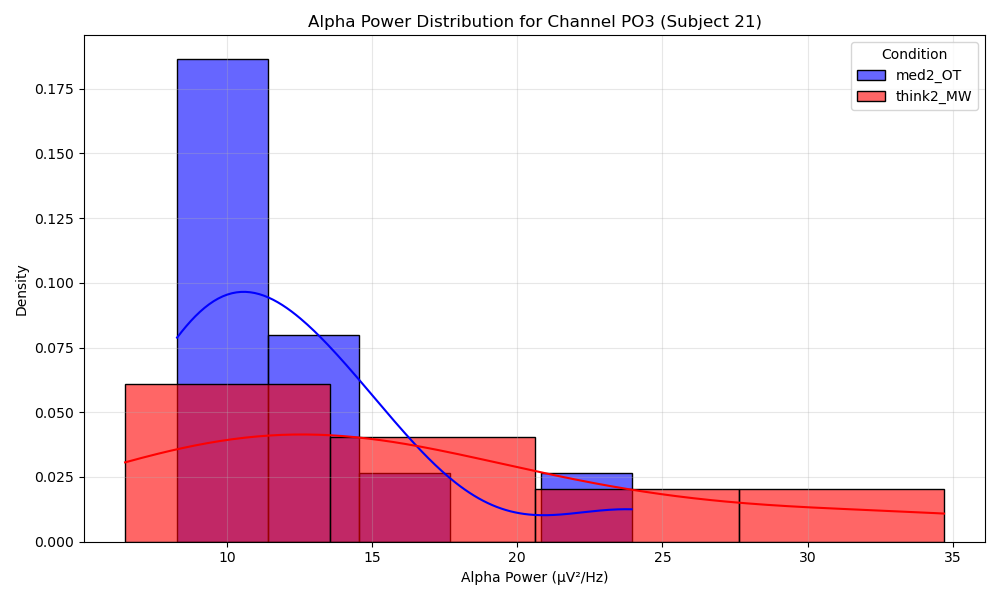 Alpha Power Distribution for Channel PO3 (Subject 21)
Condition
med2_OT
think2_MW
0.175
0.150
0.125
0.100
0.075
0.050
0.025
0.000
Density
10 15 20 25 30 35
Alpha Power (μV²/Hz)